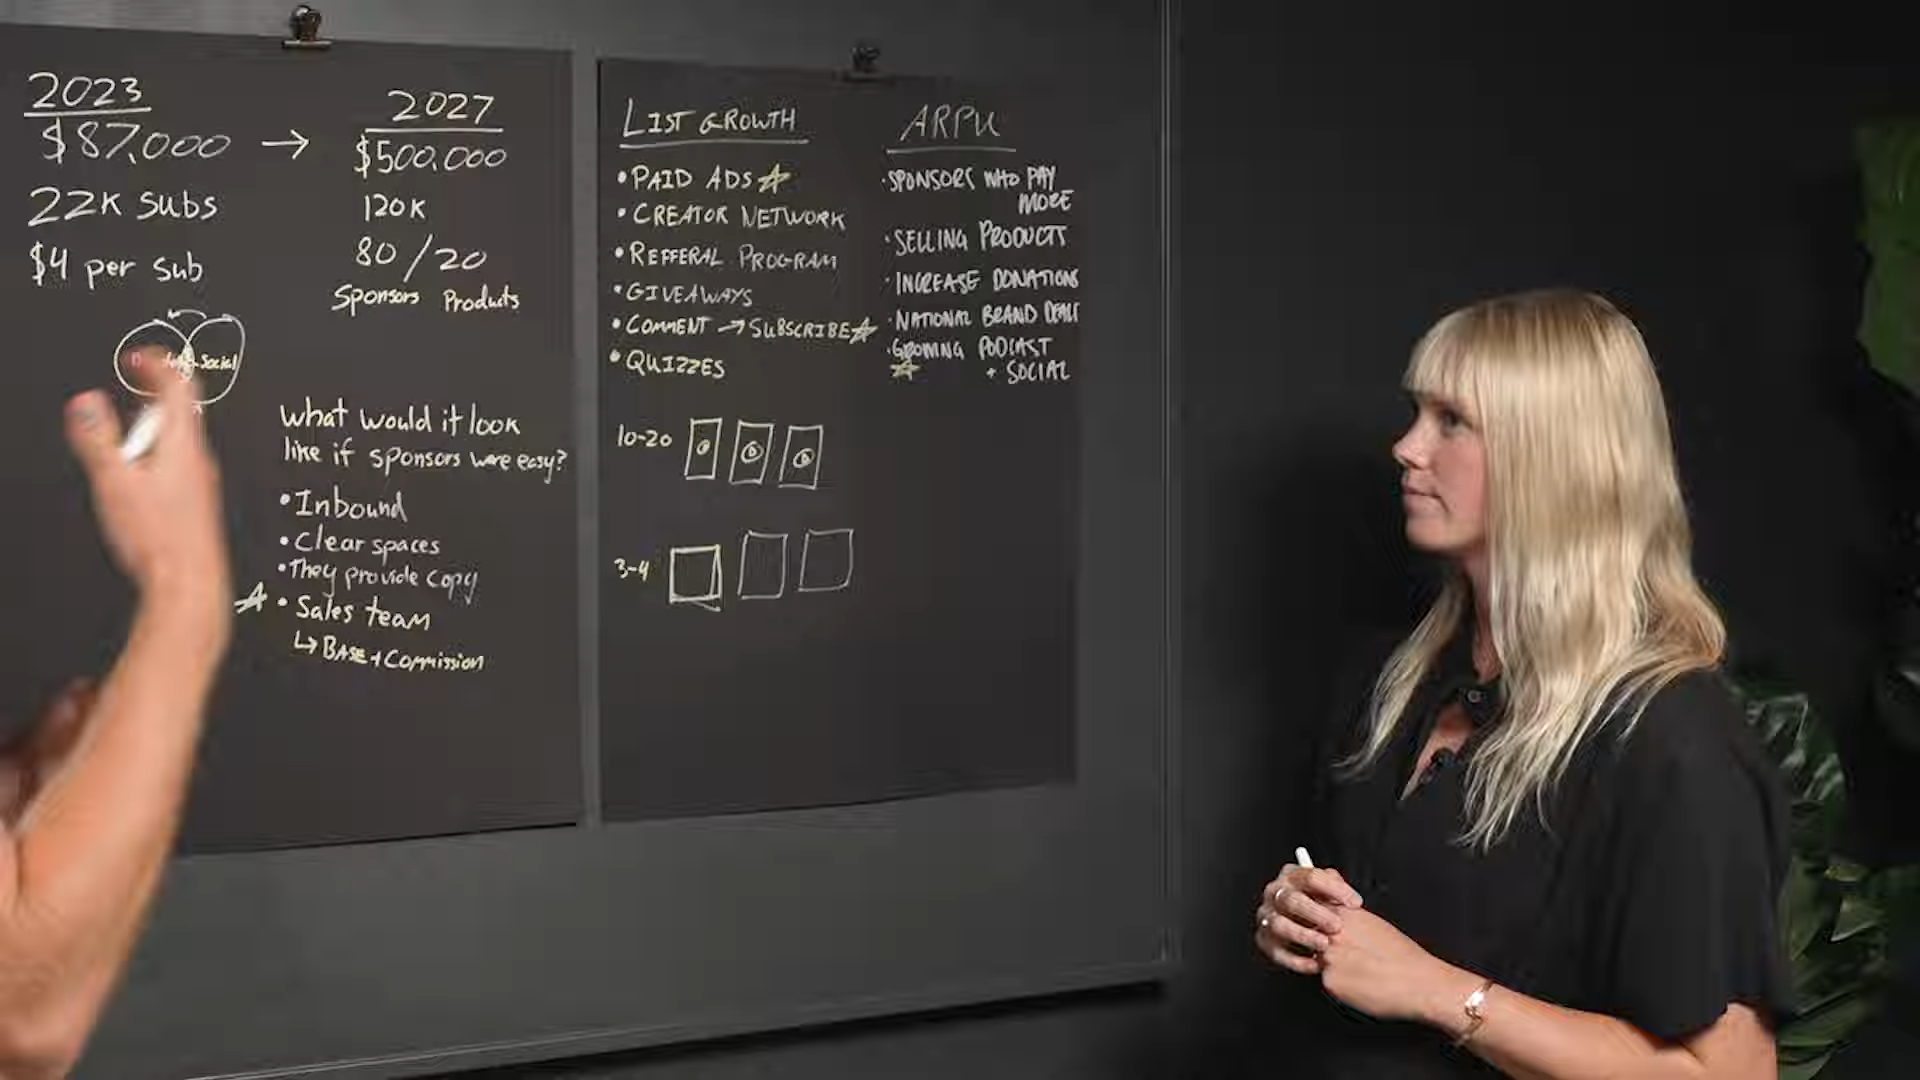 2023
$87,000 →
22K subs
$4 per sub
Social
2027
$500,000
120K
80/20
Sponsors Products
What would it look
like if sponsors were easy?
• Inbound
• Clear spaces
• They provide copy
• Sales team
↳ BASE + COMMISSION
LIST GROWTH
• PAID ADS ☆
• CREATOR NETWORK
• REFFERAL PROGRAM
• GIVEAWAYS
• COMMENT → SUBSCRIBE ☆
• QUIZZES
10-20
3-4
ARPU
• SPONSORS WHO PAY
MORE
• SELLING PRODUCTS
• INCREASE DONATIONS
• NATIONAL BRAND DEALS
• GROWING PODCAST
☆ + SOCIAL